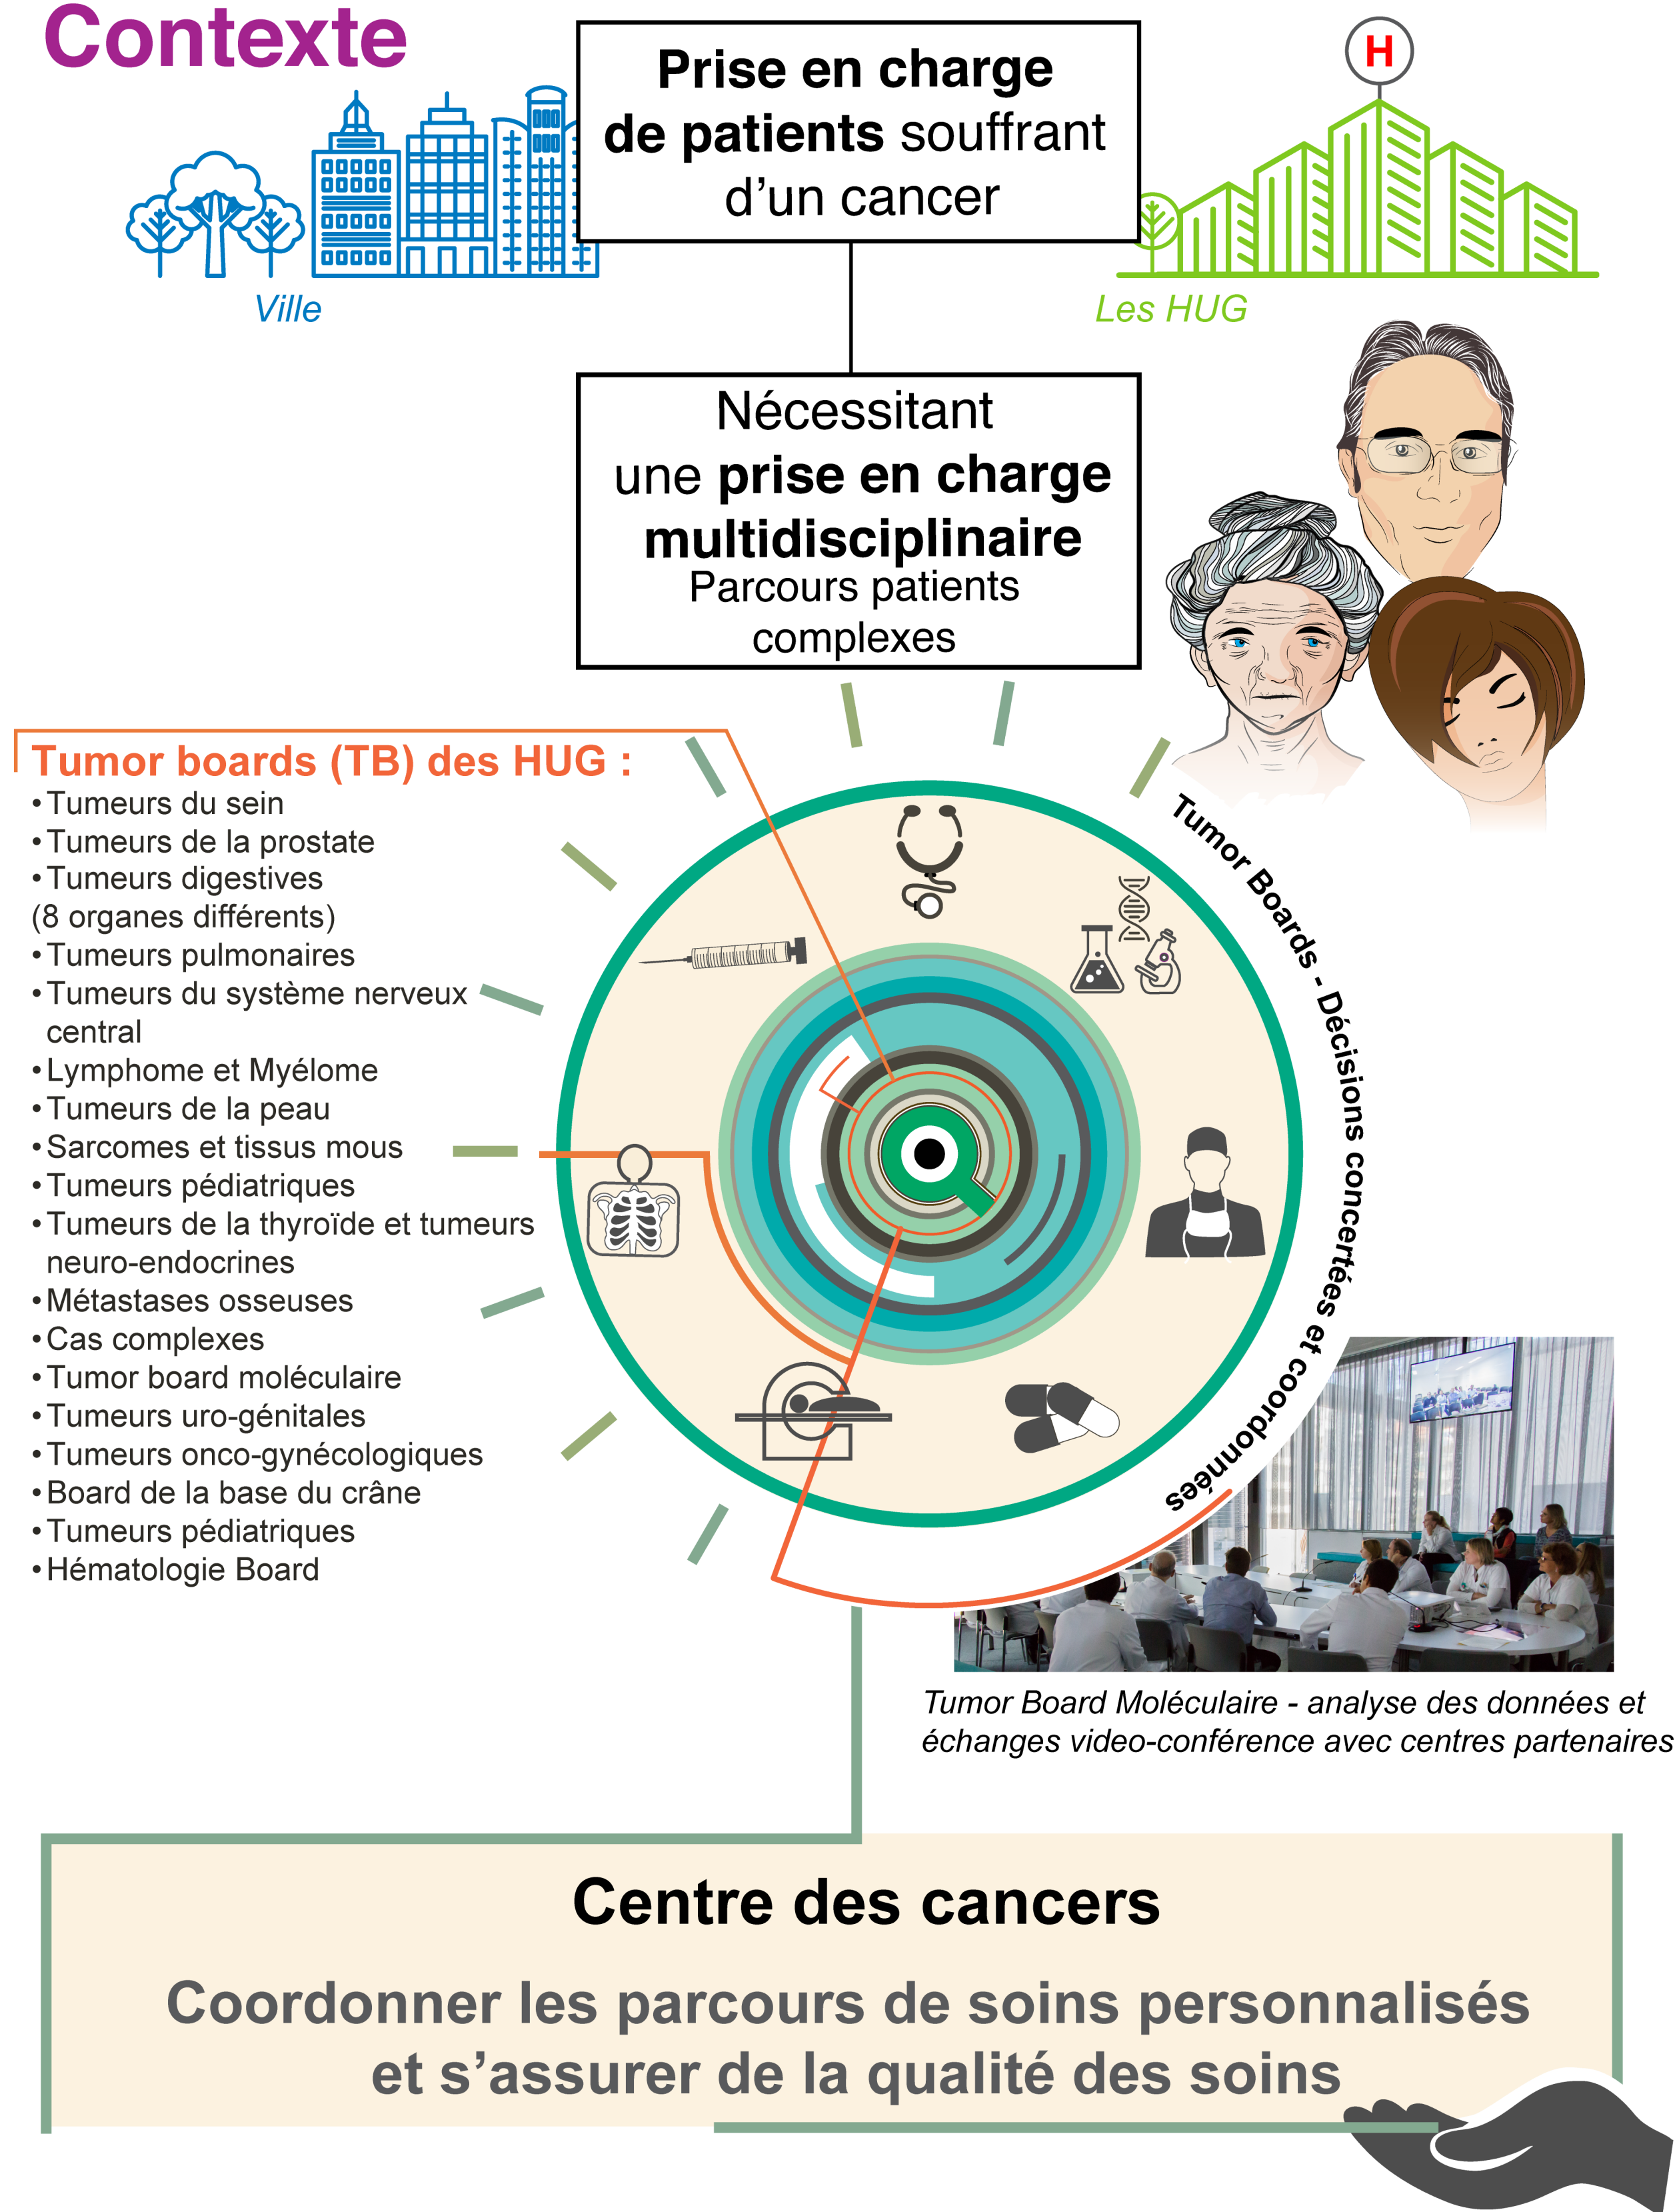 Contexte
Prise en charge
de patients souffrant
d’un cancer
H
Ville
Les HUG
Nécessitant
une prise en charge
multidisciplinaire
Parcours patients
complexes
Tumor boards (TB) des HUG :
• Tumeurs du sein
• Tumeurs de la prostate
• Tumeurs digestives
(8 organes différents)
• Tumeurs pulmonaires
• Tumeurs du système nerveux
central
• Lymphome et Myélome
• Tumeurs de la peau
• Sarcomes et tissus mous
• Tumeurs pédiatriques
• Tumeurs de la thyroïde et tumeurs
neuro-endocrines
• Métastases osseuses
• Cas complexes
• Tumor board moléculaire
• Tumeurs uro-génitales
• Tumeurs onco-gynécologiques
• Board de la base du crâne
• Tumeurs pédiatriques
• Hématologie Board
Tumor Boards - Décisions concertées et coordonnées
Tumor Board Moléculaire - analyse des données et
échanges video-conférence avec centres partenaires
Centre des cancers
Coordonner les parcours de soins personnalisés
et s’assurer de la qualité des soins